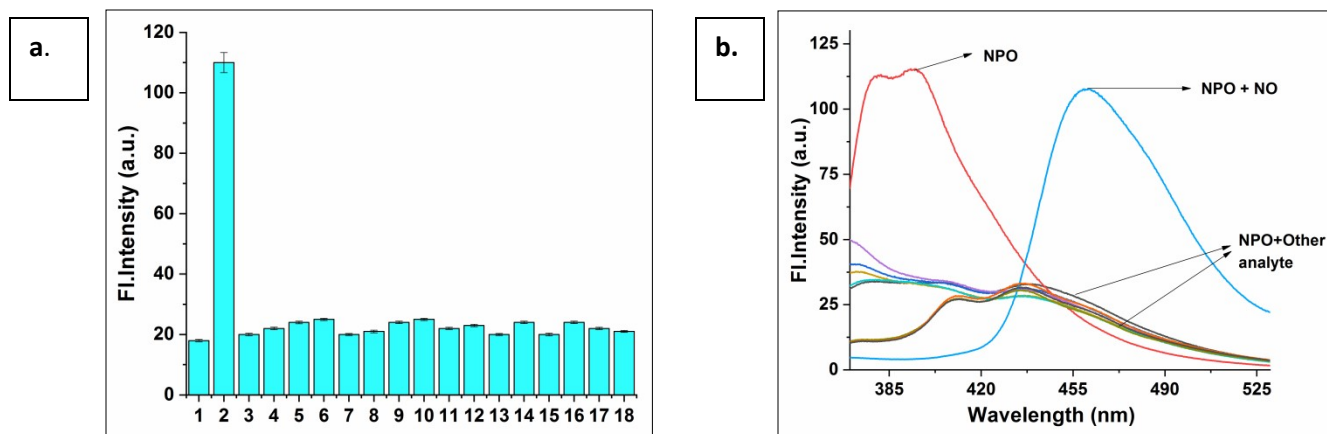 a.
120
100
80
60
40
20
0
Fl.Intensity (a.u.)
1 2 3 4 5 6 7 8 9 10 11 12 13 14 15 16 17 18
b.
125
100
75
50
25
0
Fl.Intensity (a.u.)
NPO
NPO + NO
NPO+Other
analyte
385 420 455 490 525
Wavelength (nm)